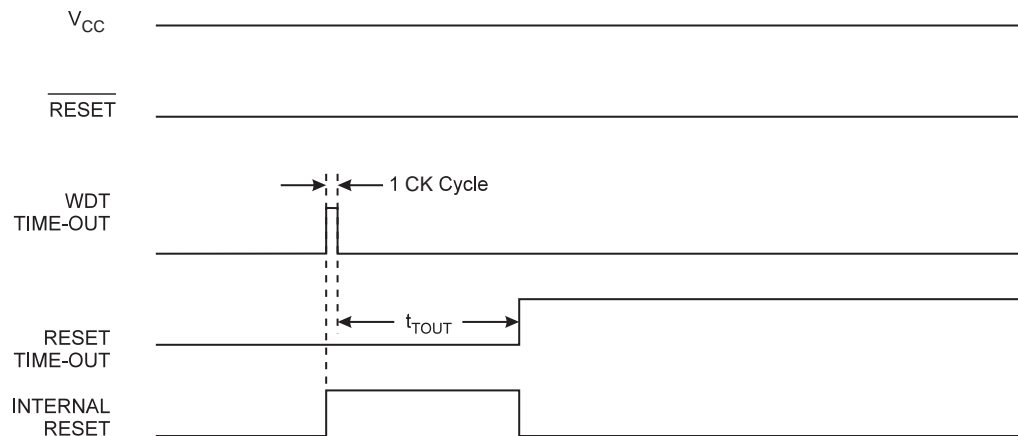 VCC
RESET
1 CK Cycle
WDT
TIME-OUT
tTOUT
RESET
TIME-OUT
INTERNAL
RESET